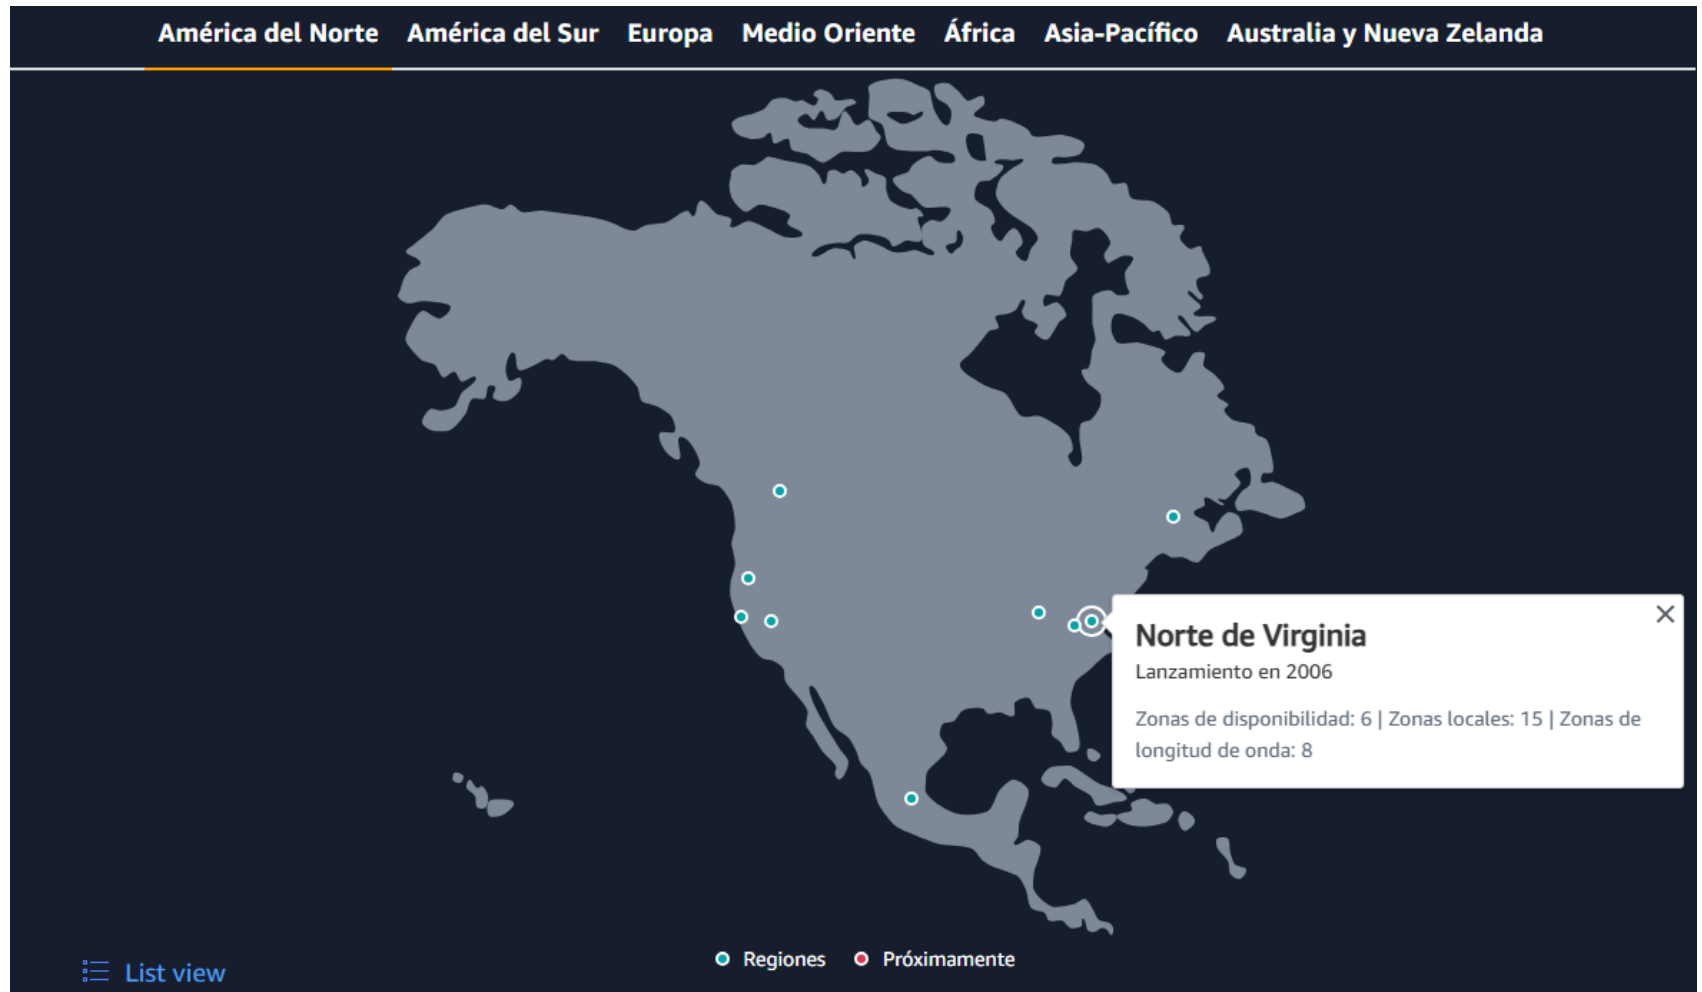 América del Norte América del Sur Europa Medio Oriente África Asia-Pacífico Australia y Nueva Zelanda
Norte de Virginia
Lanzamiento en 2006
Zonas de disponibilidad: 6 | Zonas locales: 15 | Zonas de
longitud de onda: 8
Regiones Próximamente
List view